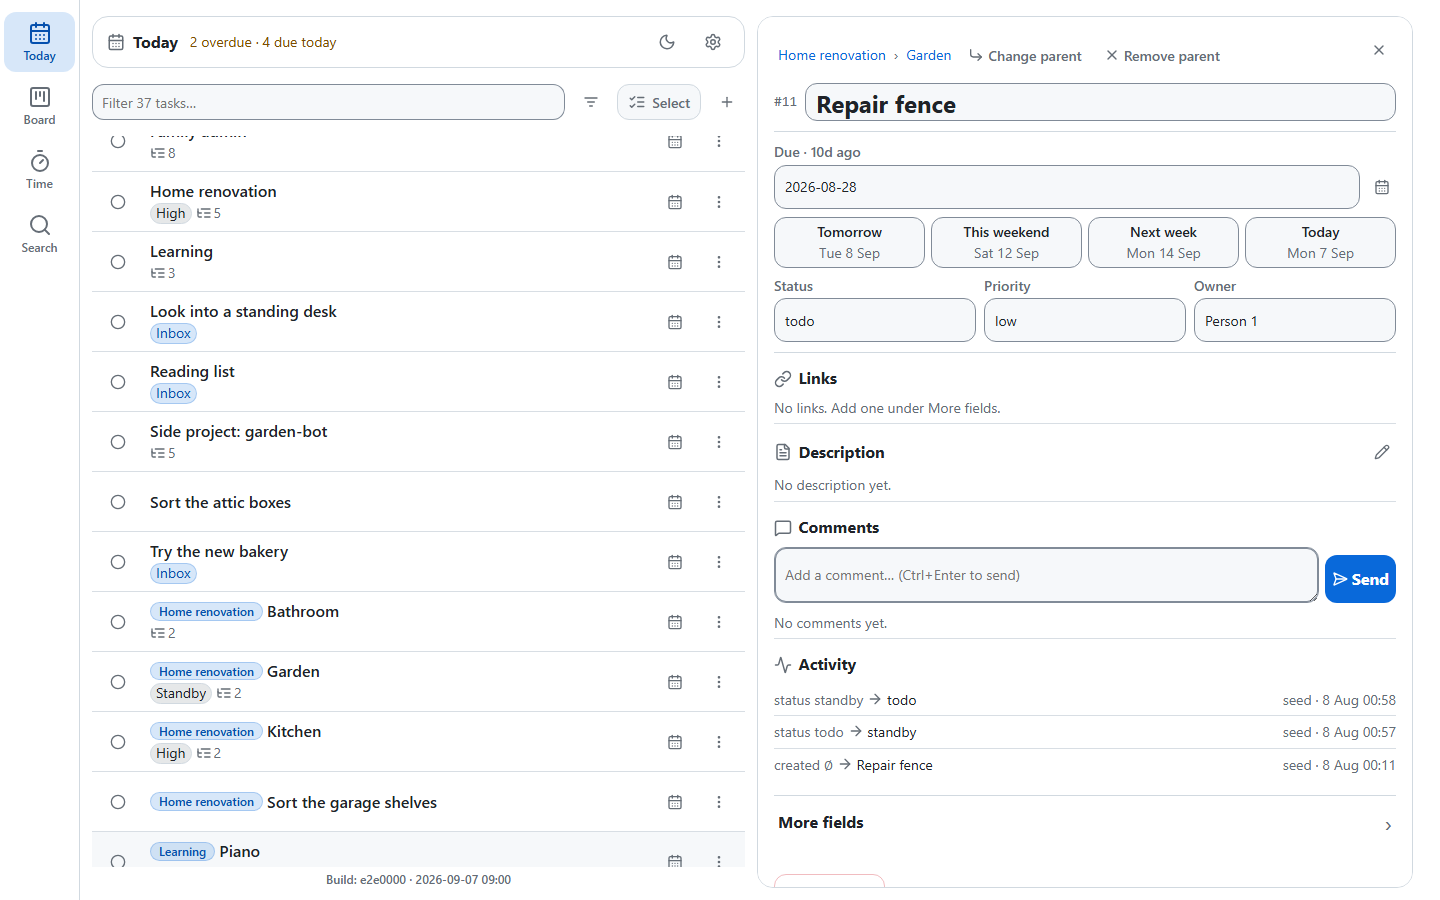 Today
Board
Time
Search
Today 2 overdue · 4 due today
Filter 37 tasks...
Select
Family admin
8
Home renovation
High 5
Learning
3
Look into a standing desk
Inbox
Reading list
Inbox
Side project: garden-bot
5
Sort the attic boxes
Try the new bakery
Inbox
Home renovation Bathroom
2
Home renovation Garden
Standby 2
Home renovation Kitchen
High 2
Home renovation Sort the garage shelves
Learning Piano
Build: e2e0000 · 2026-09-07 09:00
Home renovation › Garden Change parent Remove parent
#11 Repair fence
Due · 10d ago
2026-08-28
Tomorrow
Tue 8 Sep
This weekend
Sat 12 Sep
Next week
Mon 14 Sep
Today
Mon 7 Sep
Status
todo
Priority
low
Owner
Person 1
Links
No links. Add one under More fields.
Description
No description yet.
Comments
Add a comment... (Ctrl+Enter to send)
Send
No comments yet.
Activity
status standby → todo seed · 8 Aug 00:58
status todo → standby seed · 8 Aug 00:57
created Ø → Repair fence seed · 8 Aug 00:11
More fields